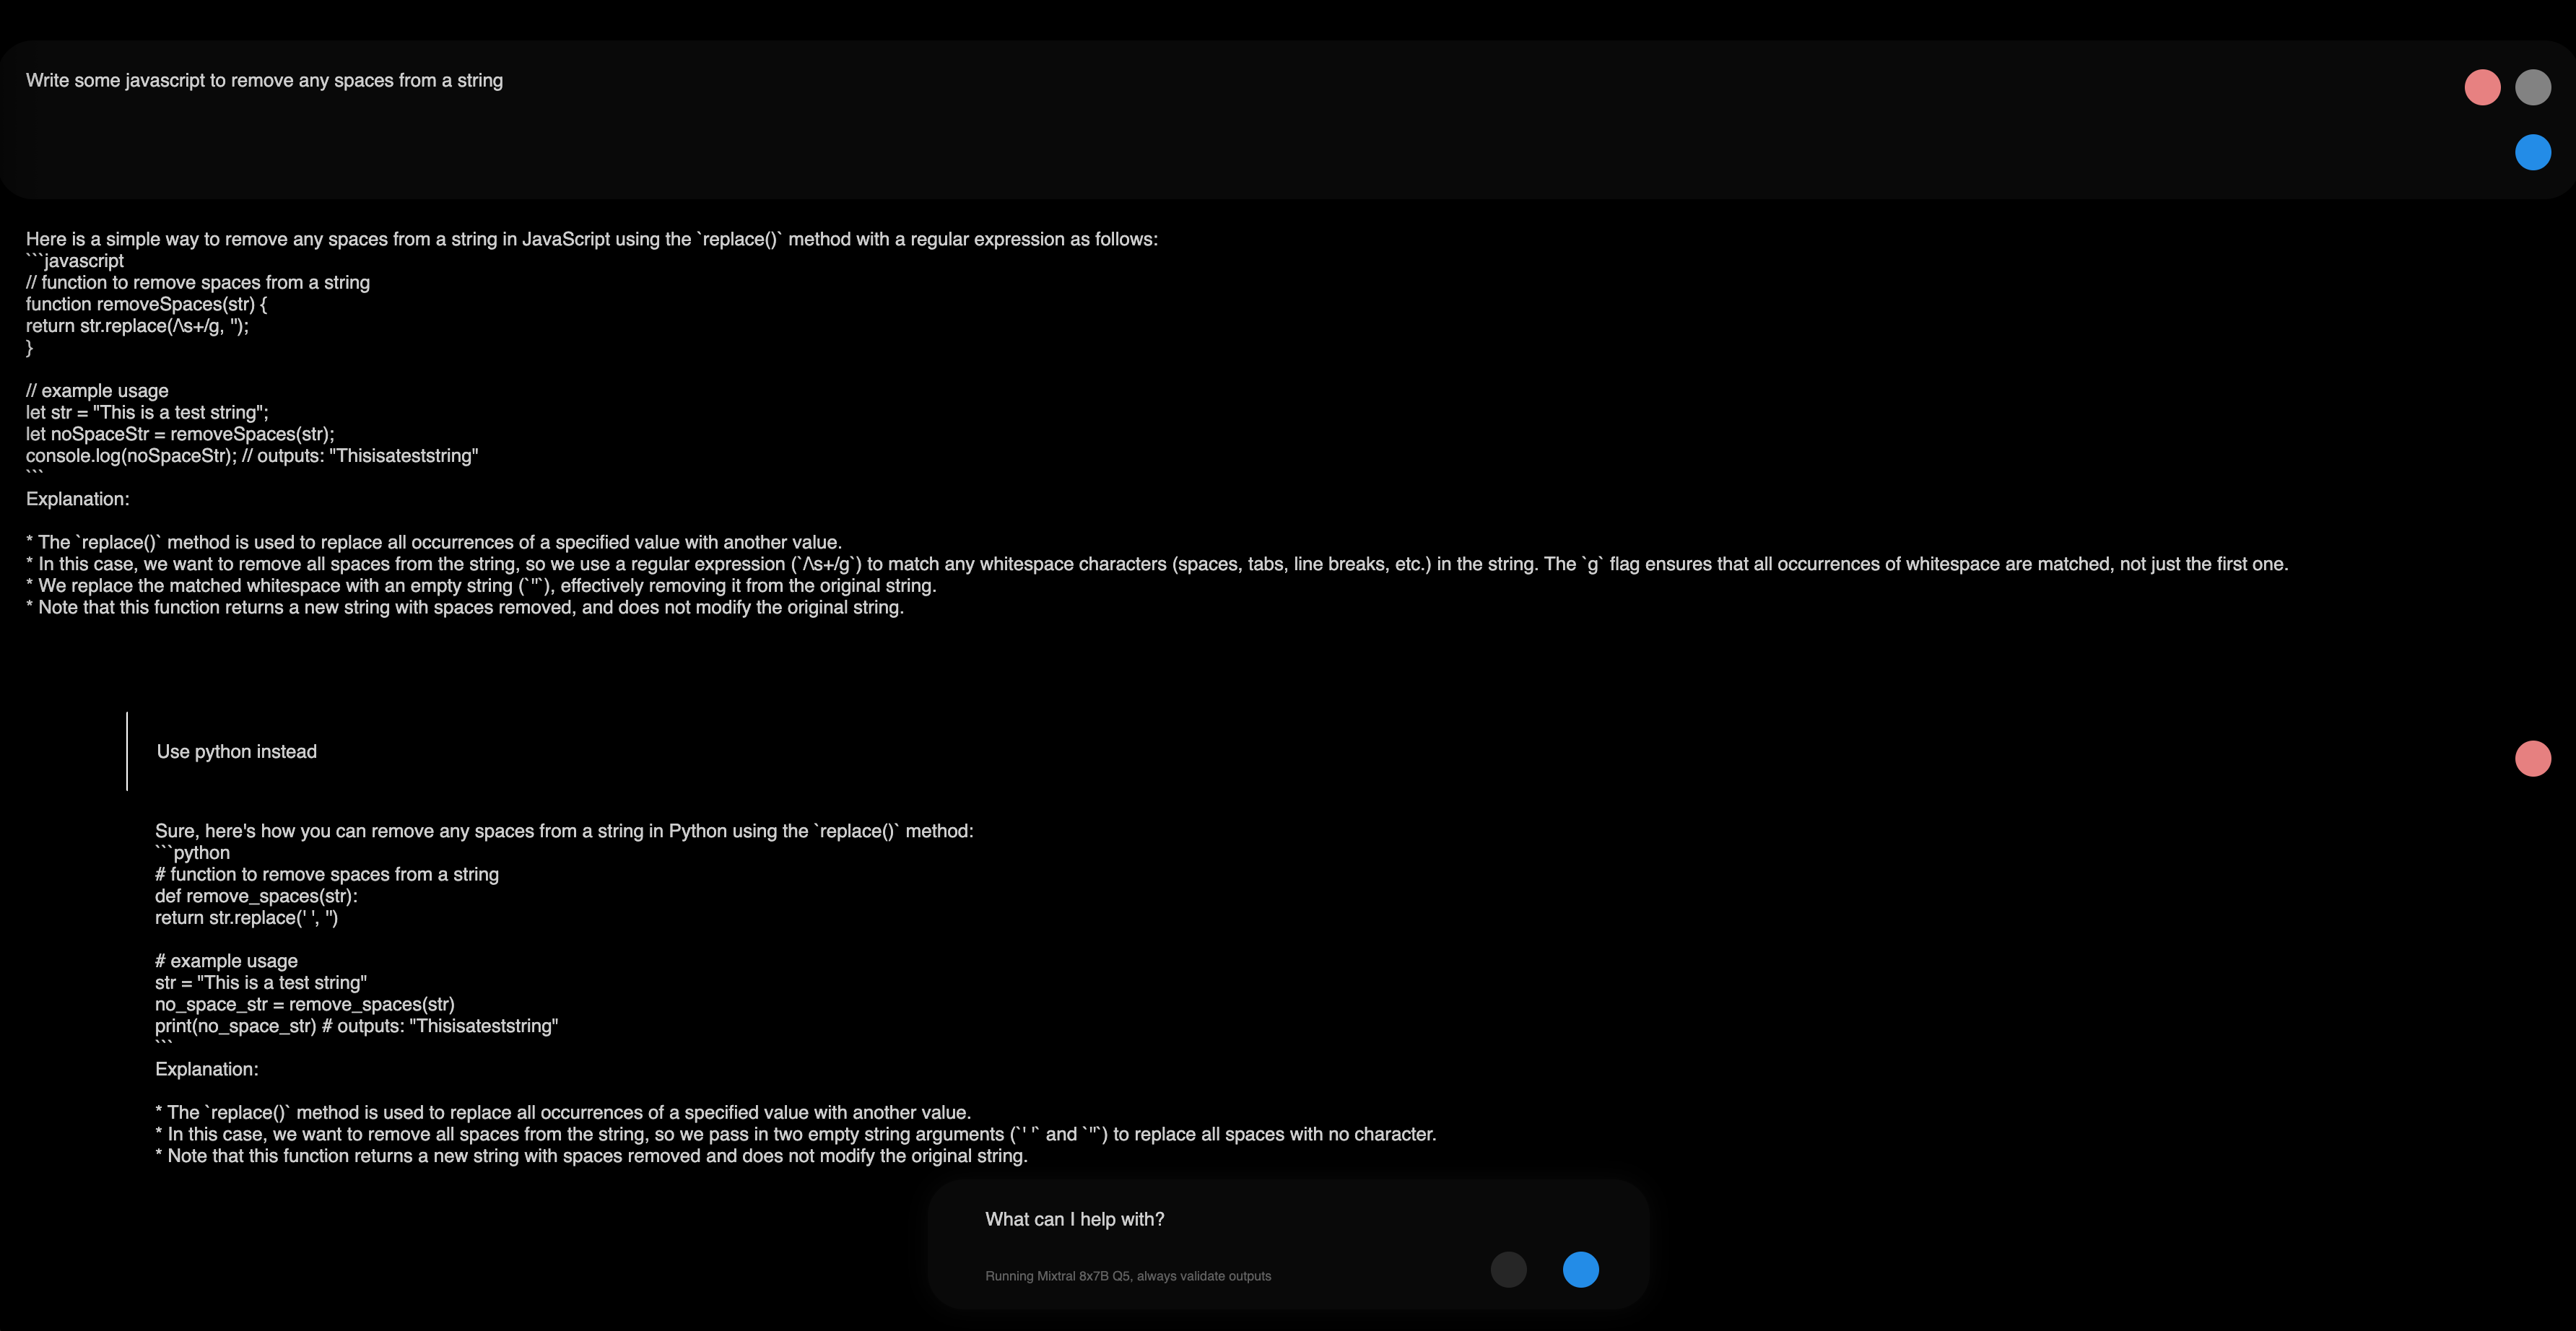 Write some javascript to remove any spaces from a string
Here is a simple way to remove any spaces from a string in JavaScript using the `replace()` method with a regular expression as follows:
```javascript
// function to remove spaces from a string
function removeSpaces(str) {
return str.replace(/\s+/g, '');
}
// example usage
let str = "This is a test string";
let noSpaceStr = removeSpaces(str);
console.log(noSpaceStr); // outputs: "Thisisateststring"
```
Explanation:
* The `replace()` method is used to replace all occurrences of a specified value with another value.
* In this case, we want to remove all spaces from the string, so we use a regular expression (`/\s+/g`) to match any whitespace characters (spaces, tabs, line breaks, etc.) in the string. The `g` flag ensures that all occurrences of whitespace are matched, not just the first one.
* We replace the matched whitespace with an empty string (`''`), effectively removing it from the original string.
* Note that this function returns a new string with spaces removed, and does not modify the original string.
Use python instead
Sure, here's how you can remove any spaces from a string in Python using the `replace()` method:
```python
# function to remove spaces from a string
def remove_spaces(str):
return str.replace(' ', '')
# example usage
str = "This is a test string"
no_space_str = remove_spaces(str)
print(no_space_str) # outputs: "Thisisateststring"
```
Explanation:
* The `replace()` method is used to replace all occurrences of a specified value with another value.
* In this case, we want to remove all spaces from the string, so we pass in two empty string arguments (`' '` and `''`) to replace all spaces with no character.
* Note that this function returns a new string with spaces removed and does not modify the original string.
What can I help with?
Running Mixtral 8x7B Q5, always validate outputs